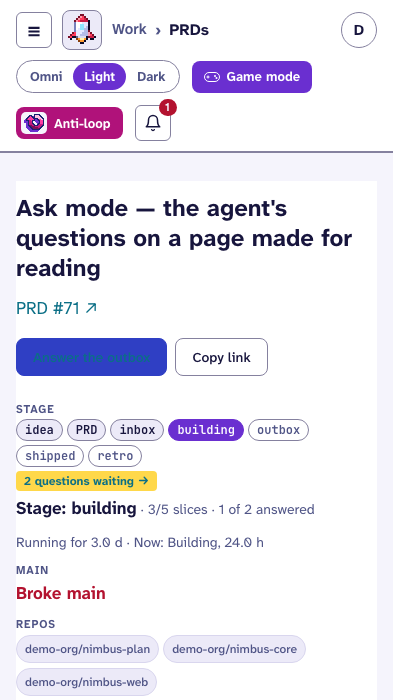 Work › PRDs
D
Omni Light Dark
Game mode
Anti-loop
1
Ask mode — the agent's
questions on a page made for
reading
PRD #71 ↗
Answer the outbox
Copy link
STAGE
idea PRD inbox building outbox
shipped retro
2 questions waiting →
Stage: building · 3/5 slices · 1 of 2 answered
Running for 3.0 d · Now: Building, 24.0 h
MAIN
Broke main
REPOS
demo-org/nimbus-plan demo-org/nimbus-core
demo-org/nimbus-web